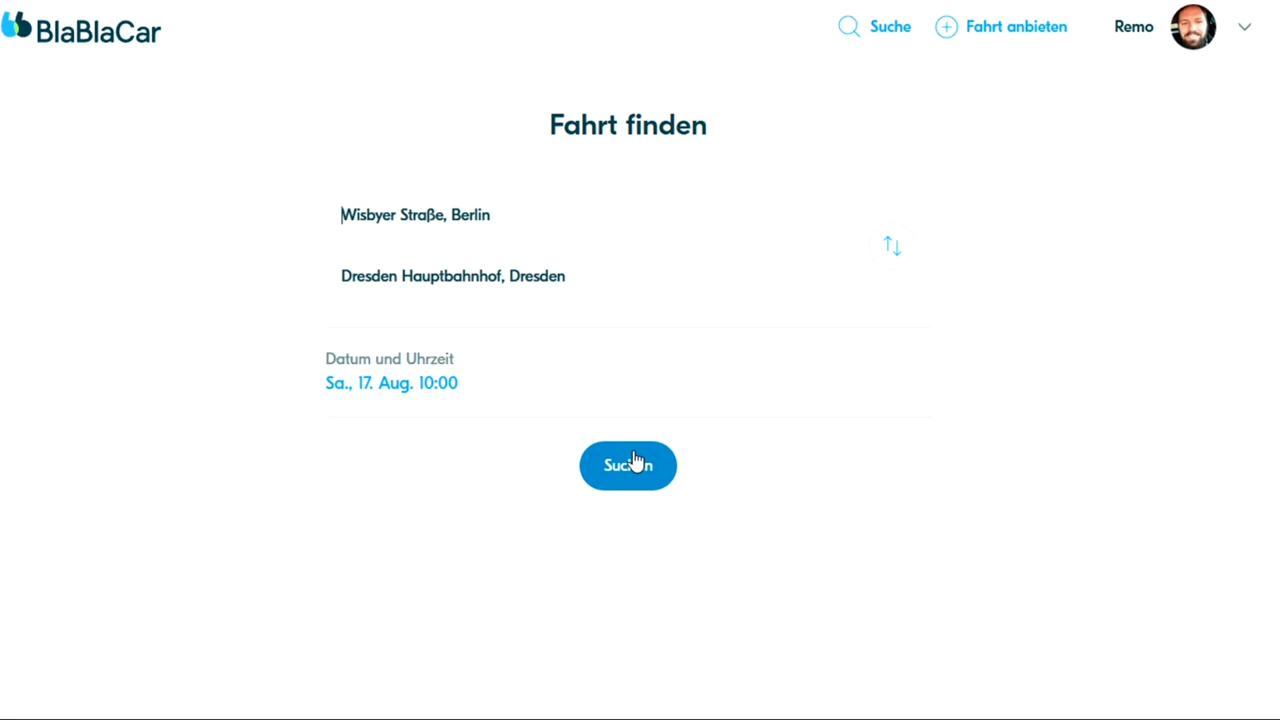 BlaBlaCar
Suche
Fahrt anbieten
Remo
Fahrt finden
Wisbyer Straße, Berlin
Dresden Hauptbahnhof, Dresden
Datum und Uhrzeit
Sa., 17. Aug. 10:00